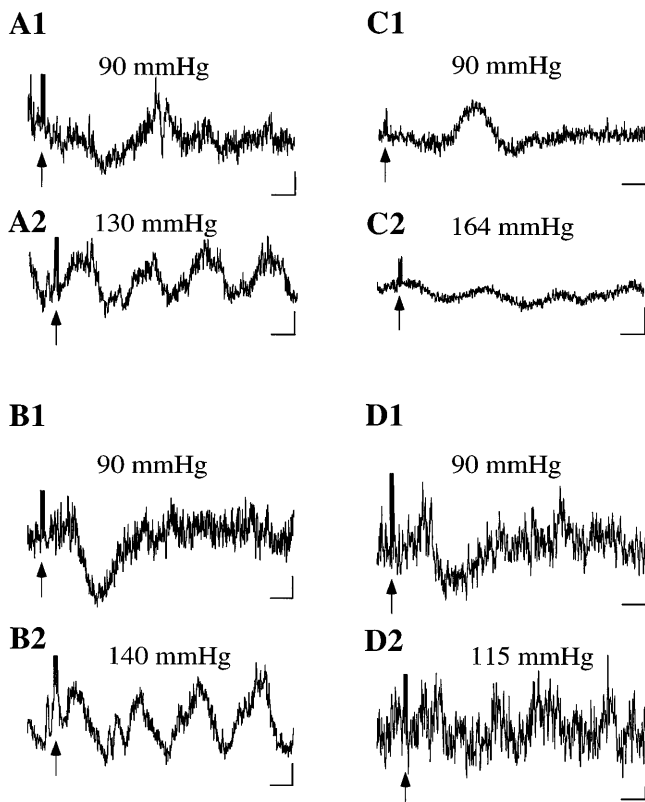 A1
90 mmHg
A2
130 mmHg
B1
90 mmHg
B2
140 mmHg
C1
90 mmHg
C2
164 mmHg
D1
90 mmHg
D2
115 mmHg